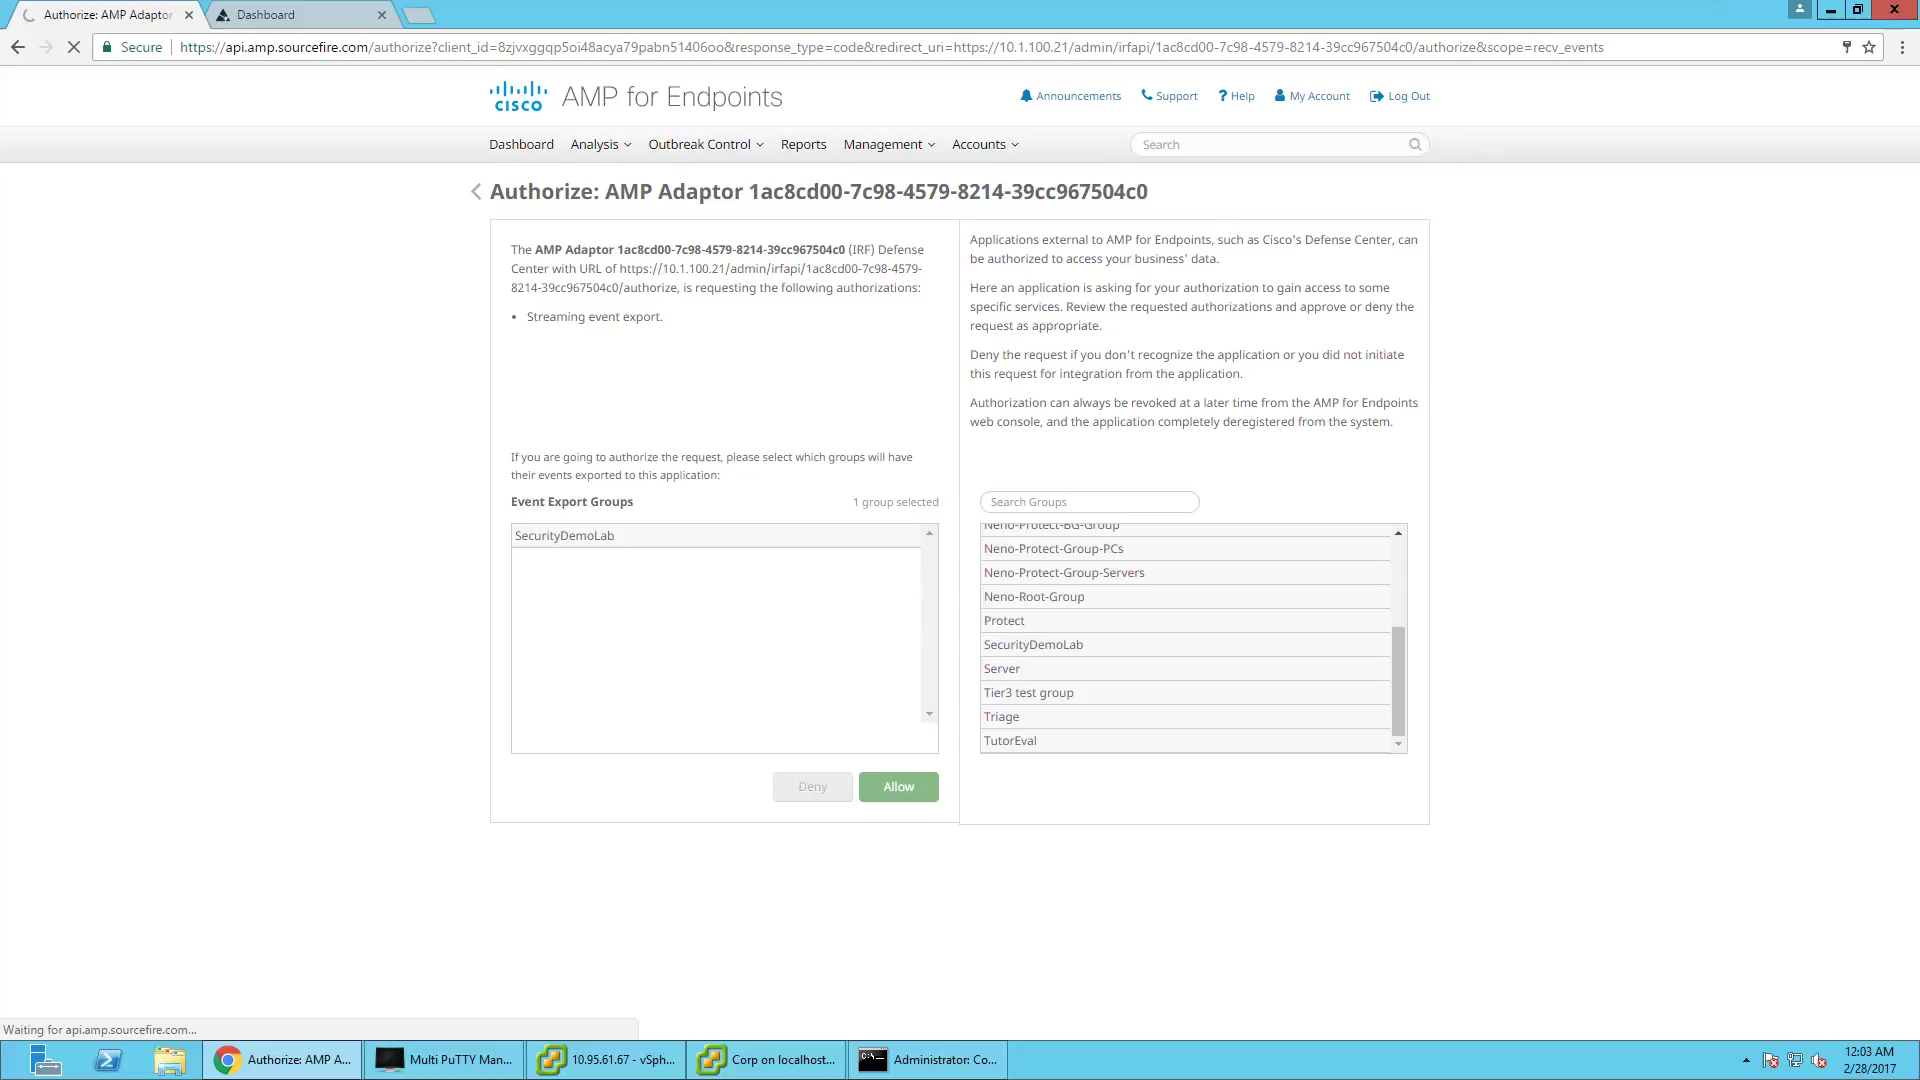 Authorize: AMP Adaptor
Dashboard
Secure
https://api.amp.sourcefire.com/authorize?client_id=8zjvxggqp5oi48acya79pabn51406oo&response_type=code&redirect_uri=https://10.1.100.21/admin/irfapi/1ac8cd00-7c98-4579-8214-39cc967504c0/authorize&scope=recv_events
cisco
AMP for Endpoints
Announcements
Support
? Help
My Account
Log Out
Dashboard
Analysis
Outbreak Control
Reports
Management
Accounts
Search
Authorize: AMP Adaptor 1ac8cd00-7c98-4579-8214-39cc967504c0
The AMP Adaptor 1ac8cd00-7c98-4579-8214-39cc967504c0 (IRF) Defense
Center with URL of https://10.1.100.21/admin/irfapi/1ac8cd00-7c98-4579-
8214-39cc967504c0/authorize, is requesting the following authorizations:
• Streaming event export.
If you are going to authorize the request, please select which groups will have
their events exported to this application:
Event Export Groups
1 group selected
SecurityDemoLab
Deny
Allow
Applications external to AMP for Endpoints, such as Cisco's Defense Center, can
be authorized to access your business' data.
Here an application is asking for your authorization to gain access to some
specific services. Review the requested authorizations and approve or deny the
request as appropriate.
Deny the request if you don't recognize the application or you did not initiate
this request for integration from the application.
Authorization can always be revoked at a later time from the AMP for Endpoints
web console, and the application completely deregistered from the system.
Search Groups
Neno-Protect-BG-Group
Neno-Protect-Group-PCs
Neno-Protect-Group-Servers
Neno-Root-Group
Protect
SecurityDemoLab
Server
Tier3 test group
Triage
TutorEval
Waiting for api.amp.sourcefire.com...
Authorize: AMP A...
Multi PuTTY Man...
10.95.61.67 - vSph...
Corp on localhost...
C:\
Administrator: Co...
12:03 AM
2/28/2017